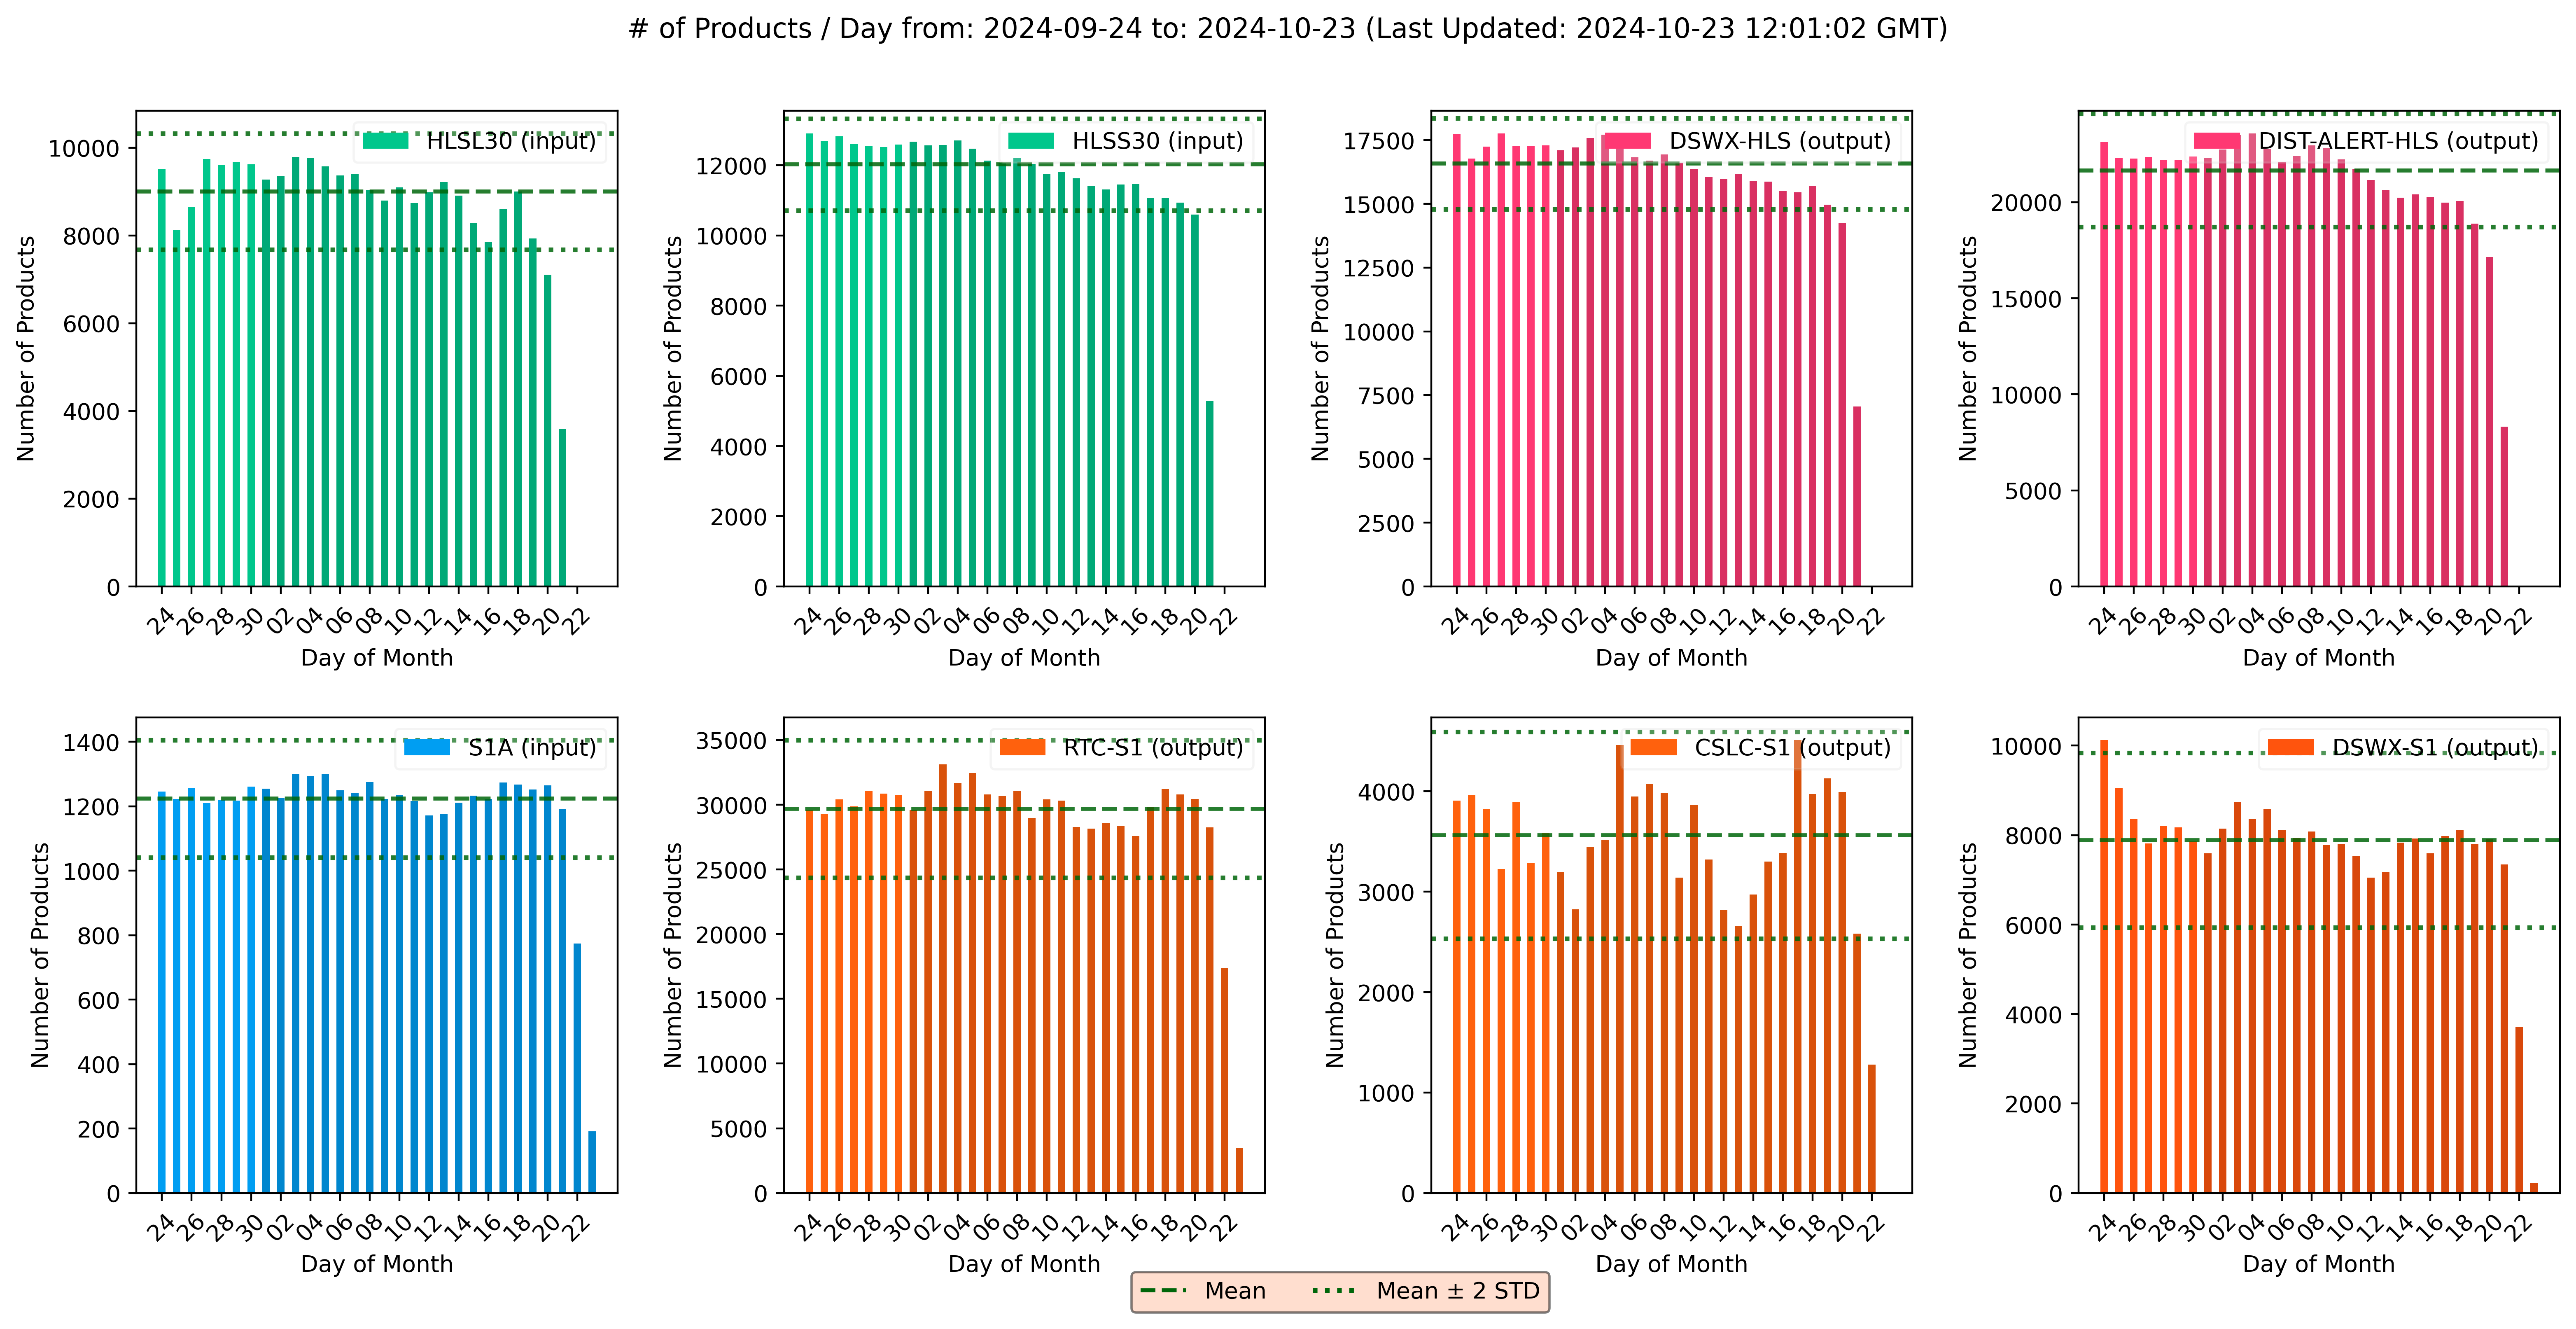 # of Products / Day from: 2024-09-24 to: 2024-10-23 (Last Updated: 2024-10-23 12:01:02 GMT)
HLSL30 (input)
Number of Products
10000
8000
6000
4000
2000
0
24 26 28 30 02 04 06 08 10 12 14 16 18 20 22
Day of Month
HLSS30 (input)
Number of Products
12000
10000
8000
6000
4000
2000
0
24 26 28 30 02 04 06 08 10 12 14 16 18 20 22
Day of Month
DSWX-HLS (output)
Number of Products
17500
15000
12500
10000
7500
5000
2500
0
24 26 28 30 02 04 06 08 10 12 14 16 18 20 22
Day of Month
DIST-ALERT-HLS (output)
Number of Products
20000
15000
10000
5000
0
24 26 28 30 02 04 06 08 10 12 14 16 18 20 22
Day of Month
S1A (input)
Number of Products
1400
1200
1000
800
600
400
200
0
24 26 28 30 02 04 06 08 10 12 14 16 18 20 22
Day of Month
RTC-S1 (output)
Number of Products
35000
30000
25000
20000
15000
10000
5000
0
24 26 28 30 02 04 06 08 10 12 14 16 18 20 22
Day of Month
CSLC-S1 (output)
Number of Products
4000
3000
2000
1000
0
24 26 28 30 02 04 06 08 10 12 14 16 18 20 22
Day of Month
DSWX-S1 (output)
Number of Products
10000
8000
6000
4000
2000
0
24 26 28 30 02 04 06 08 10 12 14 16 18 20 22
Day of Month
Mean
Mean ± 2 STD